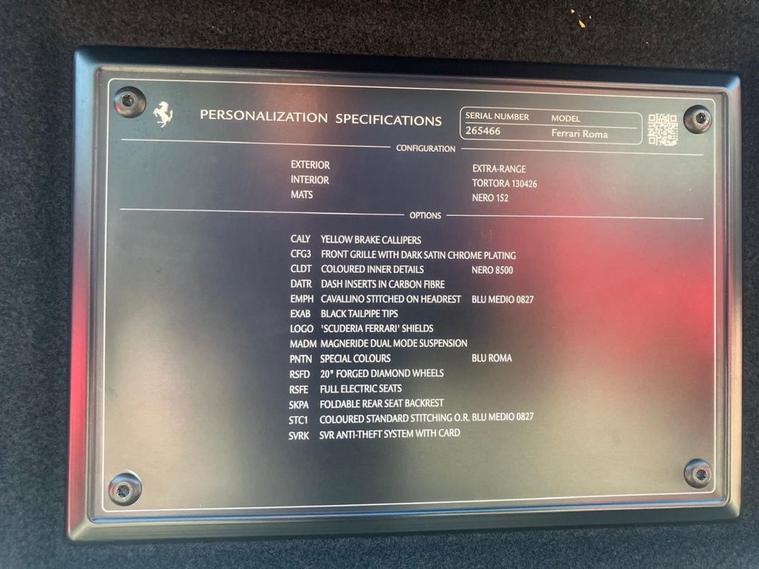 PERSONALIZATION SPECIFICATIONS
SERIAL NUMBER MODEL
265466 Ferrari Roma
CONFIGURATION
EXTERIOR EXTRA-RANGE
INTERIOR TORTORA 130426
MATS NERO 152
OPTIONS
CALY YELLOW BRAKE CALLIPERS
CFG3 FRONT GRILLE WITH DARK SATIN CHROME PLATING
CLDT COLOURED INNER DETAILS NERO 8500
DATR DASH INSERTS IN CARBON FIBRE
EMPH CAVALLINO STITCHED ON HEADREST BLU MEDIO 0827
EXAB BLACK TAILPIPE TIPS
LOGO 'SCUDERIA FERRARI' SHIELDS
MADM MAGNERIDE DUAL MODE SUSPENSION
PNTN SPECIAL COLOURS BLU ROMA
RSFD 20" FORGED DIAMOND WHEELS
RSFE FULL ELECTRIC SEATS
SKPA FOLDABLE REAR SEAT BACKREST
STC1 COLOURED STANDARD STITCHING O.R. BLU MEDIO 0827
SVRK SVR ANTI-THEFT SYSTEM WITH CARD